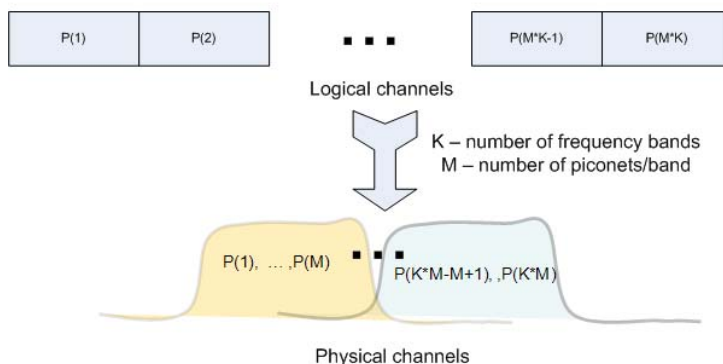 P(1) P(2) ... P(M*K-1) P(M*K)
Logical channels
K – number of frequency bands
M – number of piconets/band
P(1), ... ,P(M) ... P(K*M-M+1), ,P(K*M)
Physical channels